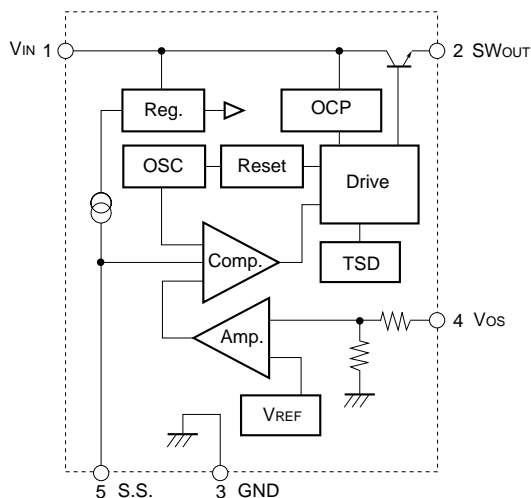 VIN 1
2 SWOUT
Reg.
OCP
OSC
Reset
Drive
Comp.
TSD
Amp.
4 VOS
VREF
5 S.S.
3 GND